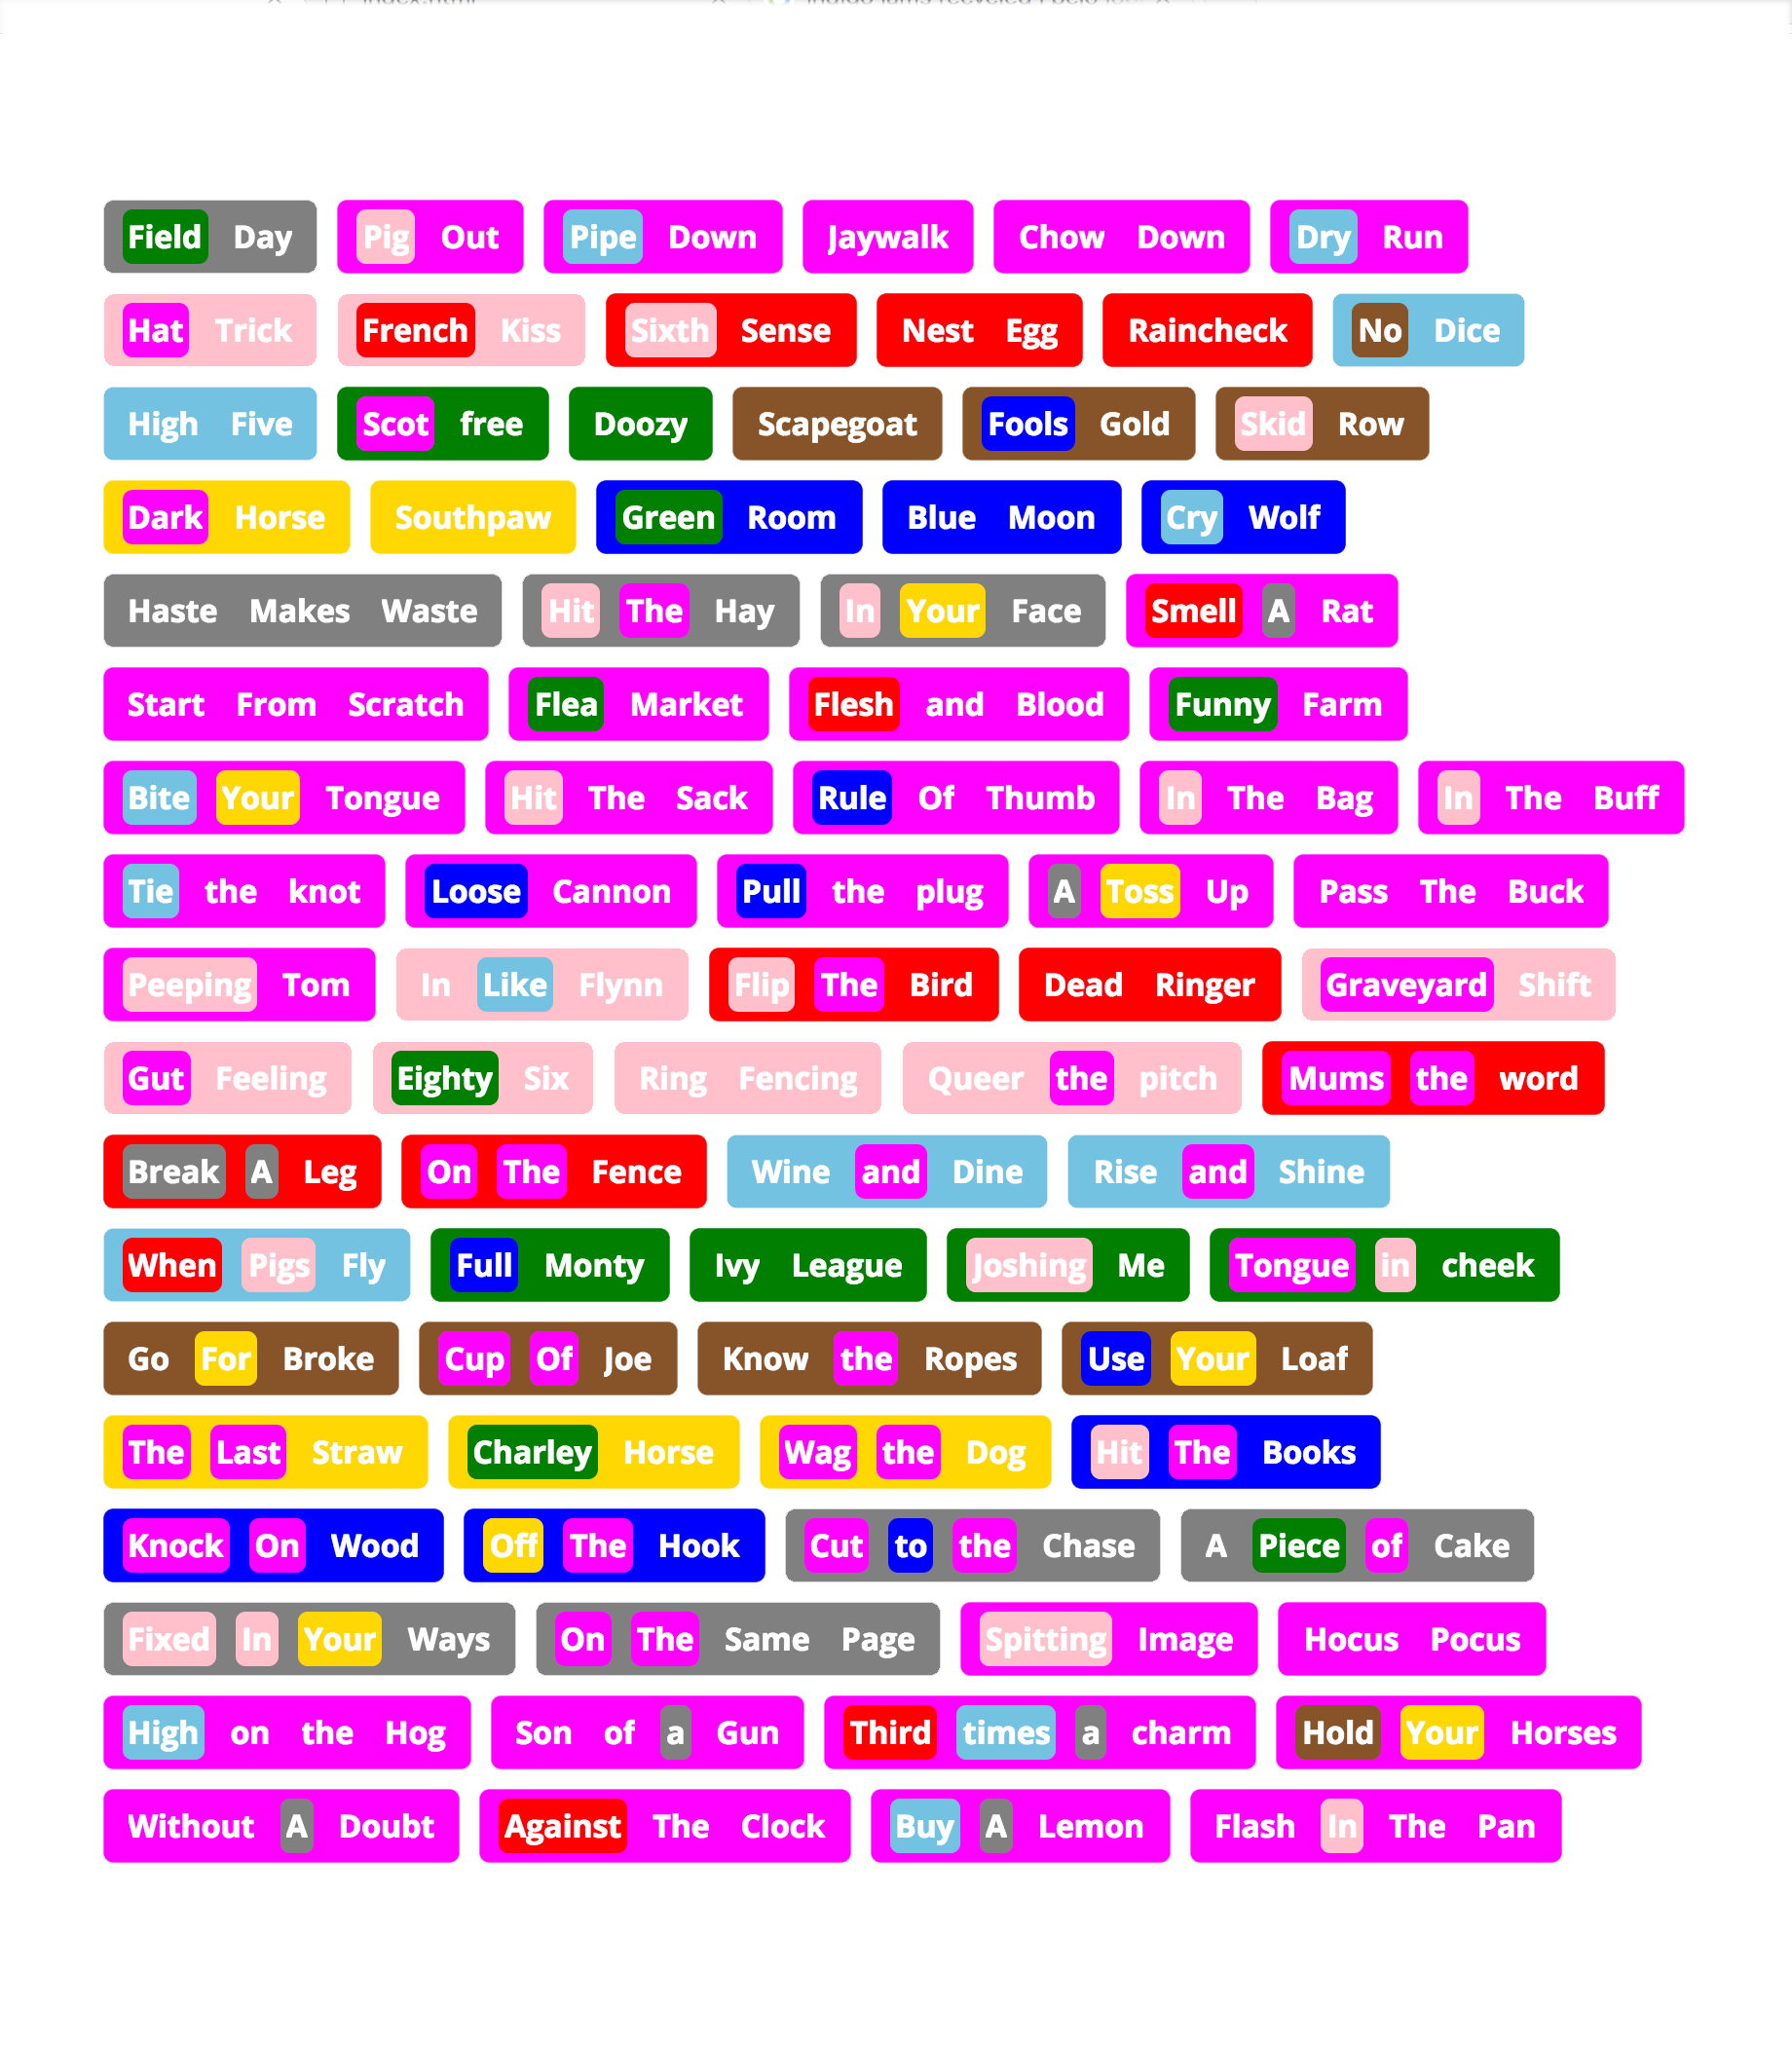 Field Day Pig Out Pipe Down Jaywalk Chow Down Dry Run
Hat Trick French Kiss Sixth Sense Nest Egg Raincheck No Dice
High Five Scot free Doozy Scapegoat Fools Gold Skid Row
Dark Horse Southpaw Green Room Blue Moon Cry Wolf
Haste Makes Waste Hit The Hay In Your Face Smell A Rat
Start From Scratch Flea Market Flesh and Blood Funny Farm
Bite Your Tongue Hit The Sack Rule Of Thumb In The Bag In The Buff
Tie the knot Loose Cannon Pull the plug A Toss Up Pass The Buck
Peeping Tom In Like Flynn Flip The Bird Dead Ringer Graveyard Shift
Gut Feeling Eighty Six Ring Fencing Queer the pitch Mums the word
Break A Leg On The Fence Wine and Dine Rise and Shine
When Pigs Fly Full Monty Ivy League Joshing Me Tongue in cheek
Go For Broke Cup Of Joe Know the Ropes Use Your Loaf
The Last Straw Charley Horse Wag the Dog Hit The Books
Knock On Wood Off The Hook Cut to the Chase A Piece of Cake
Fixed In Your Ways On The Same Page Spitting Image Hocus Pocus
High on the Hog Son of a Gun Third times a charm Hold Your Horses
Without A Doubt Against The Clock Buy A Lemon Flash In The Pan